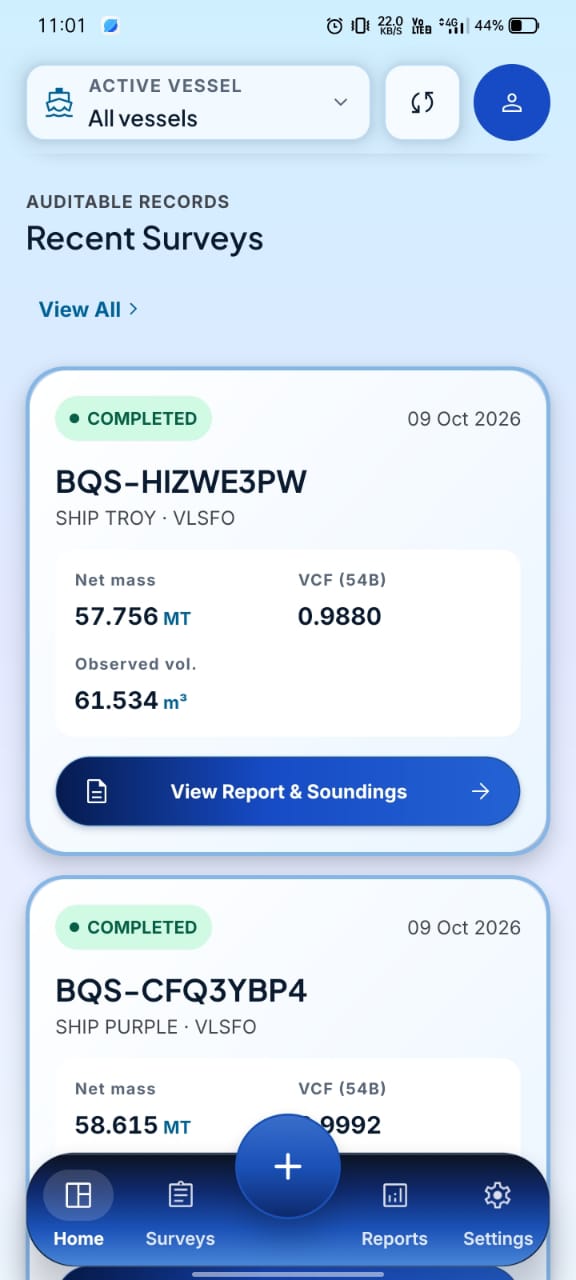 11:01
22.0 KB/S
Vo LTE
4G
44%
ACTIVE VESSEL
All vessels
AUDITABLE RECORDS
Recent Surveys
View All
COMPLETED
09 Oct 2026
BQS-HIZWE3PW
SHIP TROY · VLSFO
Net mass
VCF (54B)
57.756 MT
0.9880
Observed vol.
61.534 m³
View Report & Soundings
COMPLETED
09 Oct 2026
BQS-CFQ3YBP4
SHIP PURPLE · VLSFO
Net mass
VCF (54B)
58.615 MT
.9992
Home
Surveys
Reports
Settings